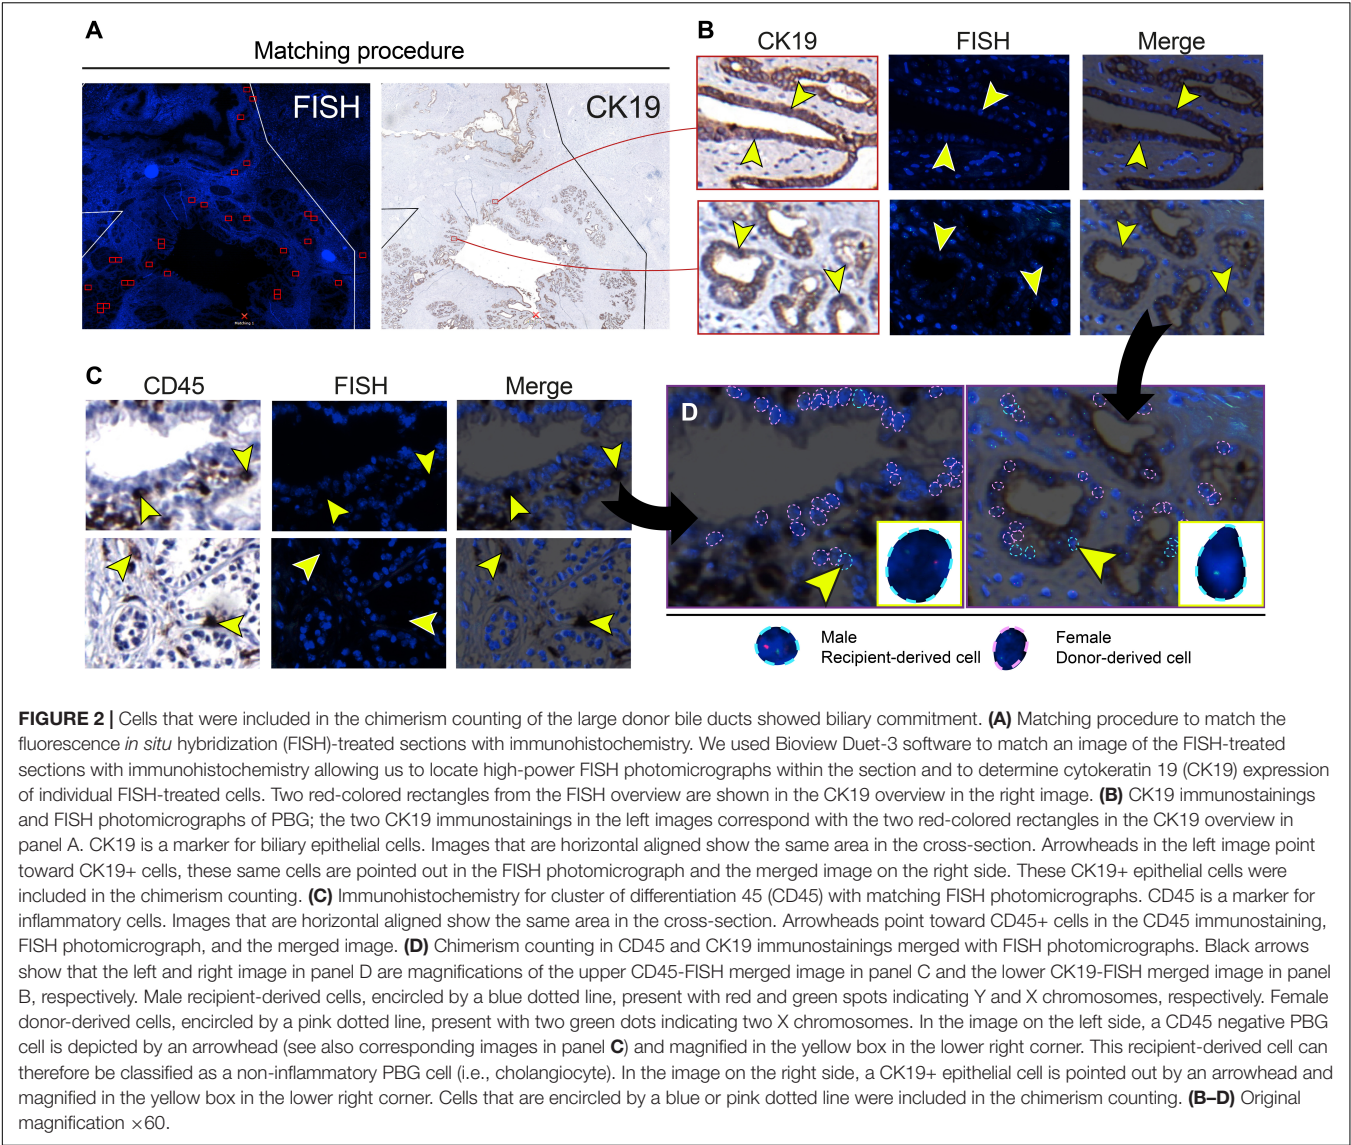 A
Matching procedure
FISH
CK19
Matching 1
B
CK19 FISH Merge
C
CD45 FISH Merge
D
Male
Recipient-derived cell
Female
Donor-derived cell
FIGURE 2 | Cells that were included in the chimerism counting of the large donor bile ducts showed biliary commitment. (A) Matching procedure to match the
fluorescence in situ hybridization (FISH)-treated sections with immunohistochemistry. We used Bioview Duet-3 software to match an image of the FISH-treated
sections with immunohistochemistry allowing us to locate high-power FISH photomicrographs within the section and to determine cytokeratin 19 (CK19) expression
of individual FISH-treated cells. Two red-colored rectangles from the FISH overview are shown in the CK19 overview in the right image. (B) CK19 immunostainings
and FISH photomicrographs of PBG; the two CK19 immunostainings in the left images correspond with the two red-colored rectangles in the CK19 overview in
panel A. CK19 is a marker for biliary epithelial cells. Images that are horizontal aligned show the same area in the cross-section. Arrowheads in the left image point
toward CK19+ cells, these same cells are pointed out in the FISH photomicrograph and the merged image on the right side. These CK19+ epithelial cells were
included in the chimerism counting. (C) Immunohistochemistry for cluster of differentiation 45 (CD45) with matching FISH photomicrographs. CD45 is a marker for
inflammatory cells. Images that are horizontal aligned show the same area in the cross-section. Arrowheads point toward CD45+ cells in the CD45 immunostaining,
FISH photomicrograph, and the merged image. (D) Chimerism counting in CD45 and CK19 immunostainings merged with FISH photomicrographs. Black arrows
show that the left and right image in panel D are magnifications of the upper CD45-FISH merged image in panel C and the lower CK19-FISH merged image in panel
B, respectively. Male recipient-derived cells, encircled by a blue dotted line, present with red and green spots indicating Y and X chromosomes, respectively. Female
donor-derived cells, encircled by a pink dotted line, present with two green dots indicating two X chromosomes. In the image on the left side, a CD45 negative PBG
cell is depicted by an arrowhead (see also corresponding images in panel C) and magnified in the yellow box in the lower right corner. This recipient-derived cell can
therefore be classified as a non-inflammatory PBG cell (i.e., cholangiocyte). In the image on the right side, a CK19+ epithelial cell is pointed out by an arrowhead and
magnified in the yellow box in the lower right corner. Cells that are encircled by a blue or pink dotted line were included in the chimerism counting. (B–D) Original
magnification ×60.